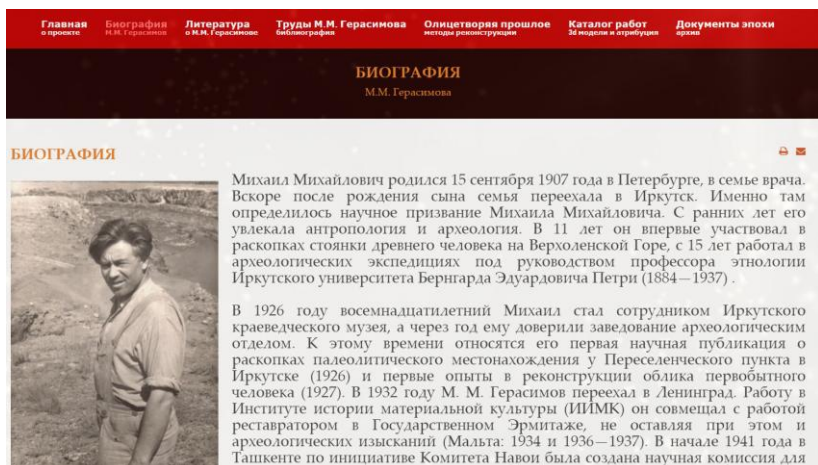 Главная Биография Литература Труды М.М. Герасимова Олицетворяя прошлое Каталог работ Документы эпохи
о проекте М.М. Герасимов о М.М. Герасимове библиография методы реконструкции 3d модели и атрибуция архив
БИОГРАФИЯ
М.М. Герасимова
БИОГРАФИЯ
Михаил Михайлович родился 15 сентября 1907 года в Петербурге, в семье врача.
Вскоре после рождения сына семья переехала в Иркутск. Именно там
определилось научное призвание Михаила Михайловича. С ранних лет его
увлекала антропология и археология. В 11 лет он впервые участвовал в
раскопках стоянки древнего человека на Верхоленской Горе, с 15 лет работал в
археологических экспедициях под руководством профессора этнологии
Иркутского университета Бернгарда Эдуардовича Петри (1884—1937) .
В 1926 году восемнадцатилетний Михаил стал сотрудником Иркутского
краеведческого музея, а через год ему доверили заведование археологическим
отделом. К этому времени относятся его первая научная публикация о
раскопках палеолитического местонахождения у Переселенческого пункта в
Иркутске (1926) и первые опыты в реконструкции облика первобытного
человека (1927). В 1932 году М. М. Герасимов переехал в Ленинград. Работу в
Институте истории материальной культуры (ИИМК) он совмещал с работой
реставратором в Государственном Эрмитаже, не оставляя при этом и
археологических изысканий (Мальта: 1934 и 1936—1937). В начале 1941 года в
Ташкенте по инициативе Комитета Навои была создана научная комиссия для